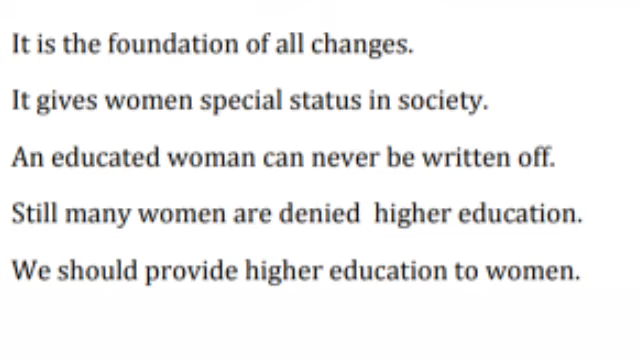 It is the foundation of all changes.
It gives women special status in society.
An educated woman can never be written off.
Still many women are denied  higher education.
We should provide higher education to women.